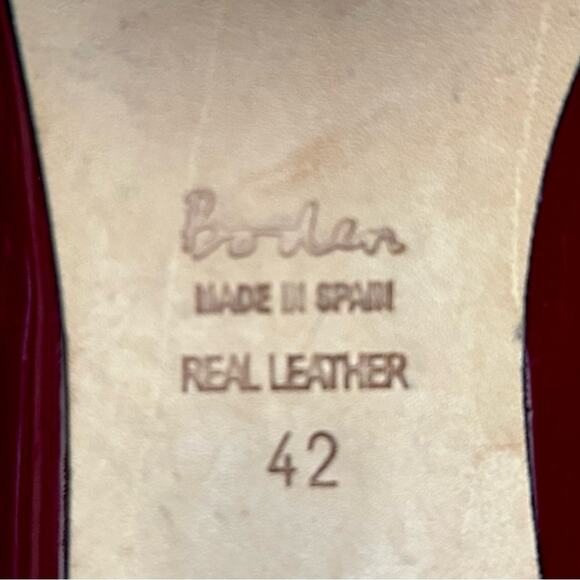 Boden
MADE IN SPAIN
REAL LEATHER
42